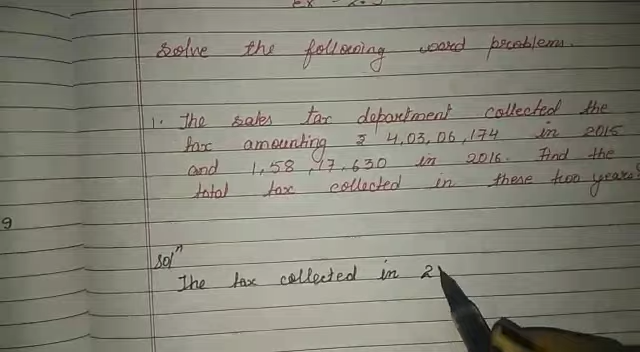 Solve the following word problem.
1. The sales tax department collected the
tax amounting ₹ 4,03,06,174 in 2015
and 1,58,17,630 in 2016. Find the
total tax collected in these two years?
9
Solⁿ
The tax collected in 2